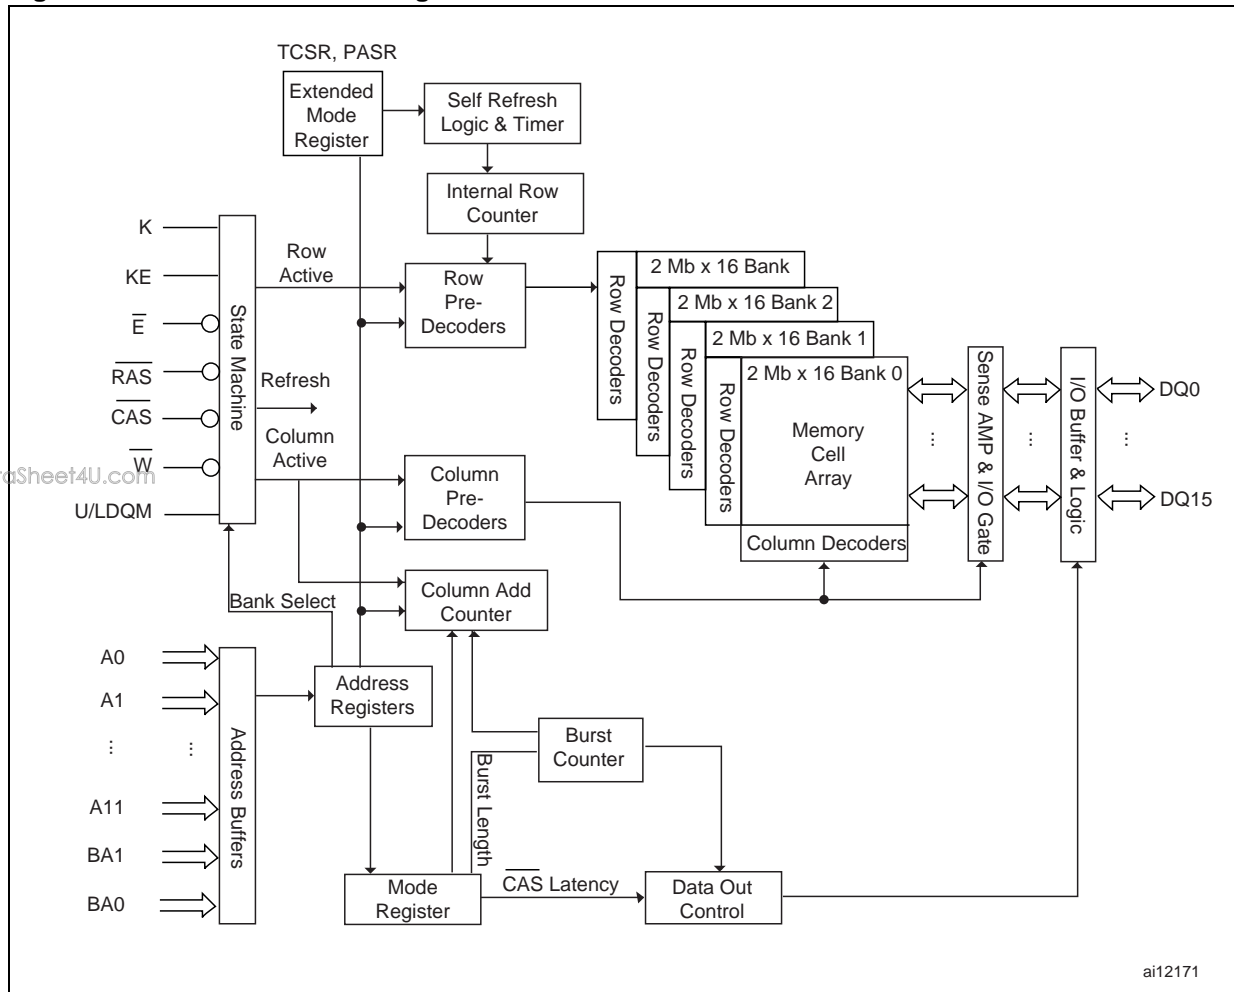 TCSR, PASR
Extended
Mode
Register
Self Refresh
Logic & Timer
Internal Row
Counter
K
KE
E̅
R̅A̅S̅
C̅A̅S̅
W̅
U/LDQM
State Machine
Row
Active
Refresh
Column
Active
Row
Pre-
Decoders
Column
Pre-
Decoders
Column Add
Counter
Row Decoders
Row Decoders
Row Decoders
Row Decoders
2 Mb x 16 Bank
2 Mb x 16 Bank 2
2 Mb x 16 Bank 1
2 Mb x 16 Bank 0
Memory
Cell
Array
Column Decoders
Sense AMP & I/O Gate
I/O Buffer & Logic
...
...
...
DQ0
DQ15
Bank Select
A0
A1
...
...
A11
BA1
BA0
Address Buffers
Address
Registers
Burst
Counter
Burst Length
Mode
Register
C̅A̅S̅ Latency
Data Out
Control
aSheet4U.com
ai12171